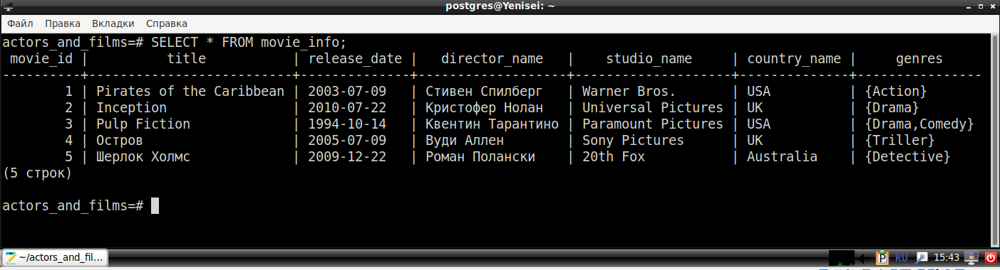 postgres@Yenisei: ~
Файл Правка Вкладки Справка
actors_and_films=# SELECT * FROM movie_info;
 movie_id |          title           | release_date |   director_name   |    studio_name     | country_name |     genres
----------+--------------------------+--------------+-------------------+--------------------+--------------+----------------
        1 | Pirates of the Caribbean | 2003-07-09   | Стивен Спилберг   | Warner Bros.       | USA          | {Action}
        2 | Inception                | 2010-07-22   | Кристофер Нолан   | Universal Pictures | UK           | {Drama}
        3 | Pulp Fiction             | 1994-10-14   | Квентин Тарантино | Paramount Pictures | USA          | {Drama,Comedy}
        4 | Остров                   | 2005-07-09   | Вуди Аллен        | Sony Pictures      | UK           | {Triller}
        5 | Шерлок Холмс             | 2009-12-22   | Роман Полански    | 20th Fox           | Australia    | {Detective}
(5 строк)
actors_and_films=#
~/actors_and_fil... P RU 15:43